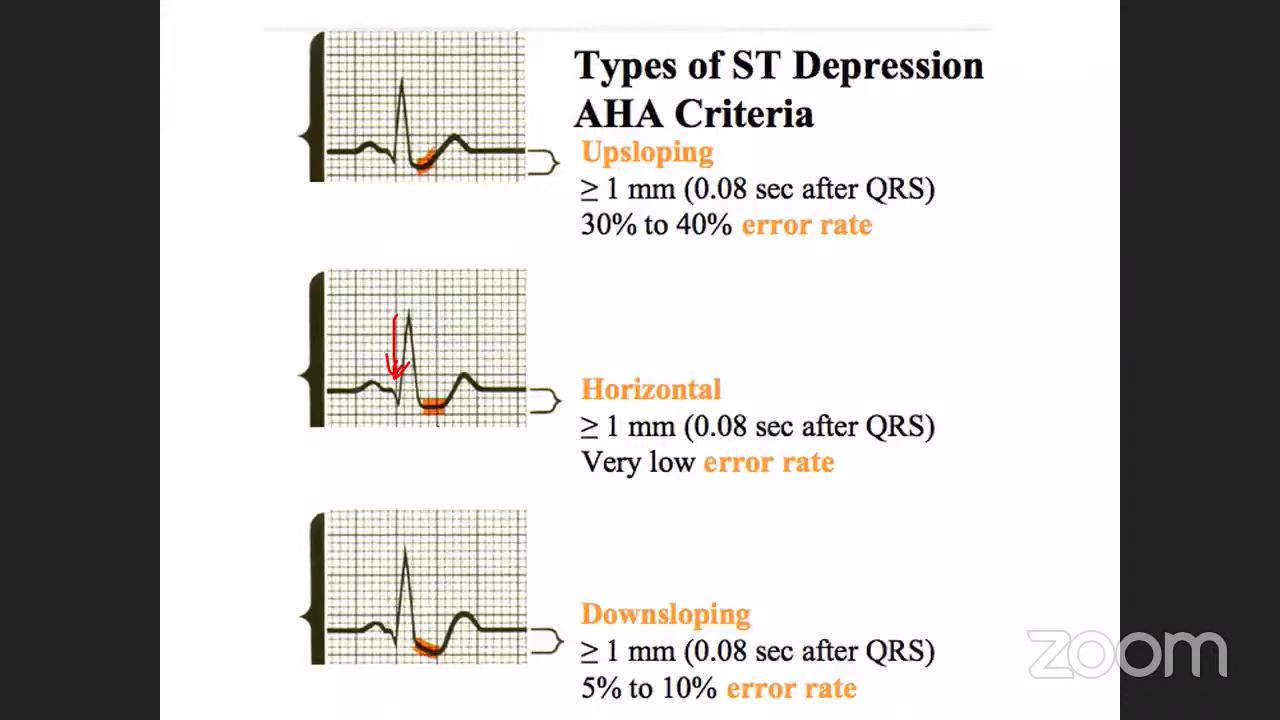 Types of ST Depression
AHA Criteria
Upsloping
≥ 1 mm (0.08 sec after QRS)
30% to 40% error rate
Horizontal
≥ 1 mm (0.08 sec after QRS)
Very low error rate
Downsloping
≥ 1 mm (0.08 sec after QRS)
5% to 10% error rate
zoom